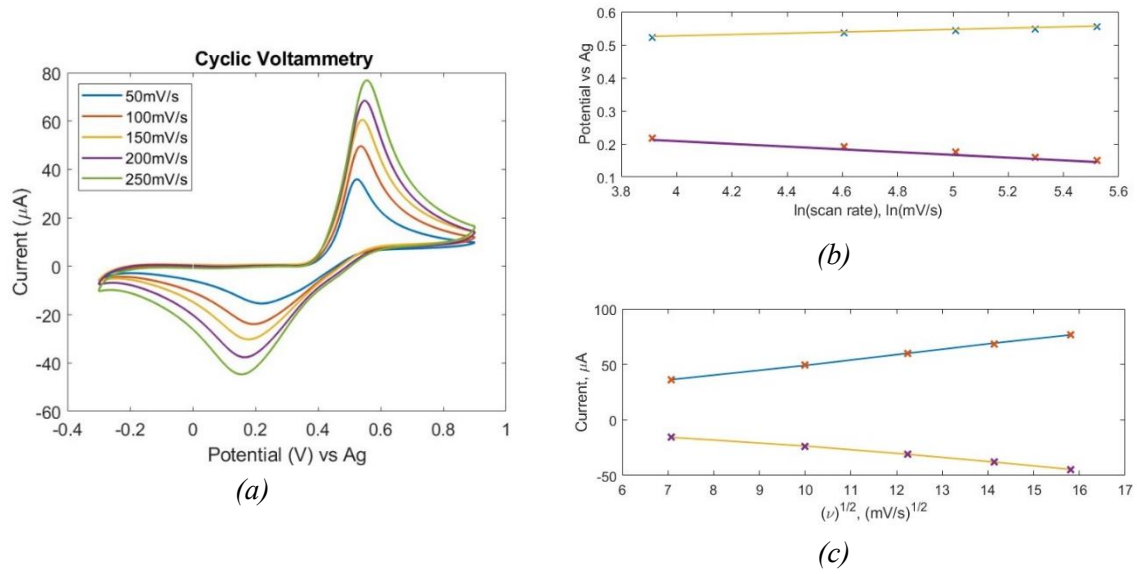 Cyclic Voltammetry
80
60
40
20
0
-20
-40
-60
Current (μA)
50mV/s
100mV/s
150mV/s
200mV/s
250mV/s
-0.4 -0.2 0 0.2 0.4 0.6 0.8 1
Potential (V) vs Ag
(a)
0.6
0.5
0.4
0.3
0.2
0.1
Potential vs Ag
3.8 4 4.2 4.4 4.6 4.8 5 5.2 5.4 5.6
ln(scan rate), ln(mV/s)
(b)
100
50
0
-50
Current, μA
6 7 8 9 10 11 12 13 14 15 16 17
(ν)^1/2, (mV/s)^1/2
(c)